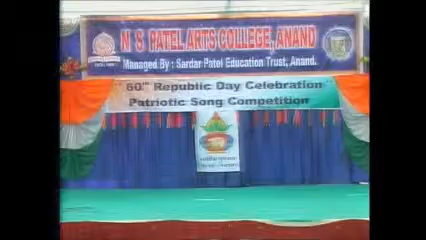 N. S. PATEL ARTS COLLEGE, ANAND
Managed By : Sardar Patel Education Trust, Anand.
60th Republic Day Celebration
Patriotic Song Competition